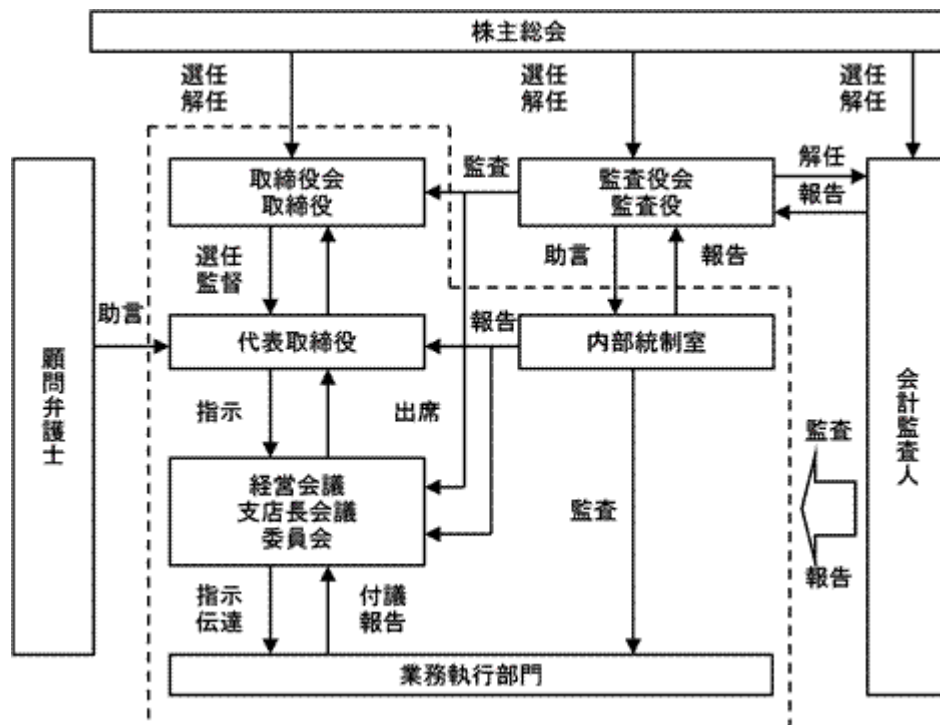 株主総会
選任
解任
選任
解任
選任
解任
取締役会
取締役
監査
監査役会
監査役
解任
報告
選任
監督
助言
報告
助言
代表取締役
報告
内部統制室
顧問弁護士
会計監査人
指示
出席
監査
経営会議
支店長会議
委員会
監査
報告
指示
伝達
付議
報告
業務執行部門